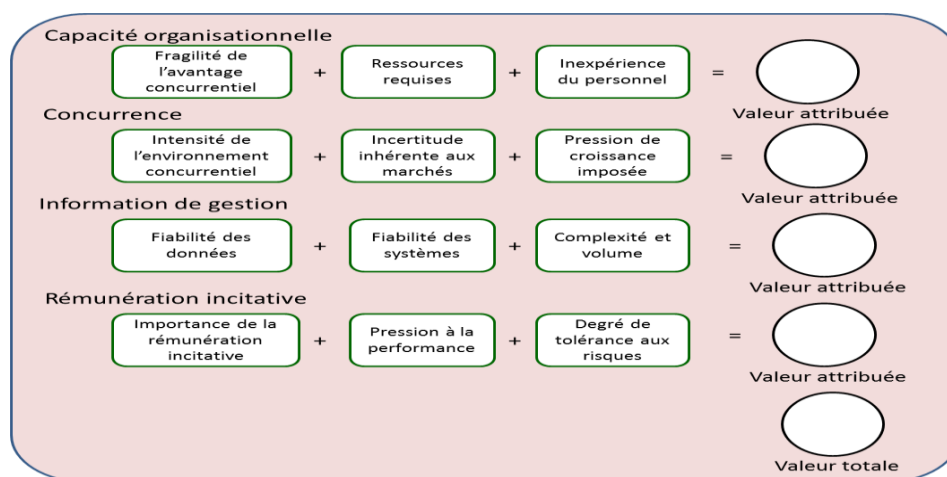 Capacité organisationnelle
Fragilité de
l'avantage
concurrentiel
+
Ressources
requises
+
Inexpérience
du personnel
=
Valeur attribuée
Concurrence
Intensité de
l'environnement
concurrentiel
+
Incertitude
inhérente aux
marchés
+
Pression de
croissance
imposée
=
Valeur attribuée
Information de gestion
Fiabilité des
données
+
Fiabilité des
systèmes
+
Complexité et
volume
=
Valeur attribuée
Rémunération incitative
Importance de la
rémunération
incitative
+
Pression à la
performance
+
Degré de
tolérance aux
risques
=
Valeur attribuée
Valeur totale